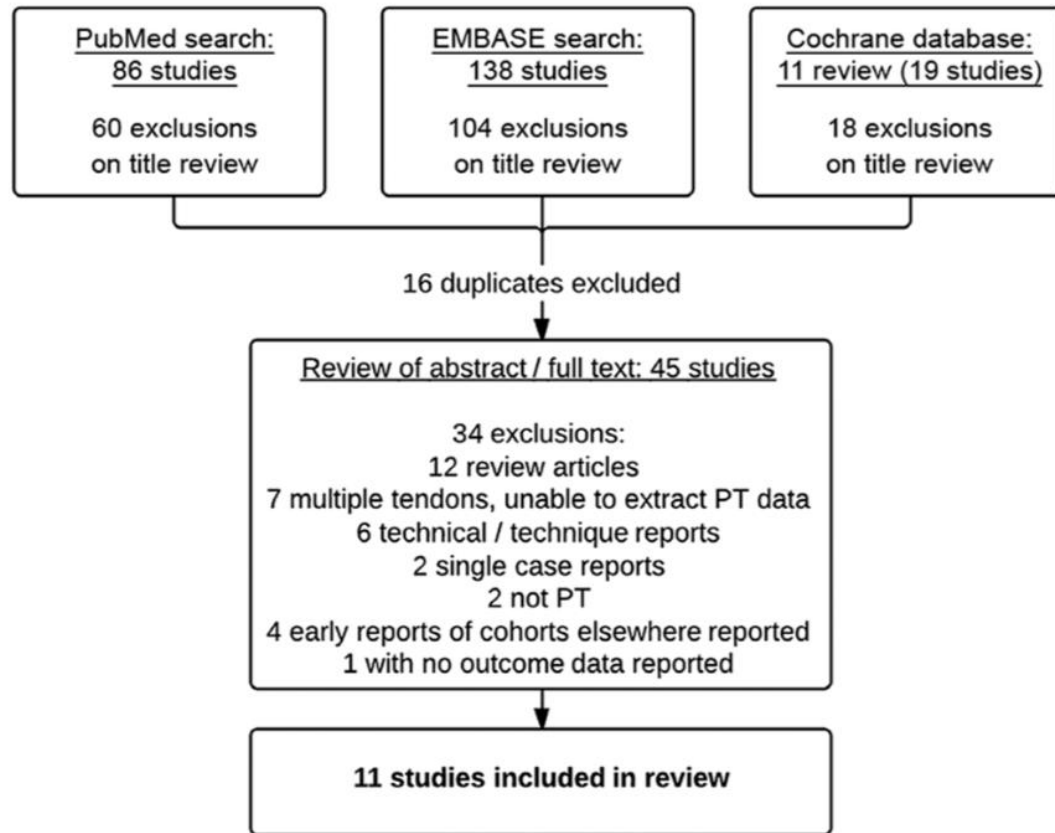 PubMed search:
86 studies
60 exclusions
on title review
EMBASE search:
138 studies
104 exclusions
on title review
Cochrane database:
11 review (19 studies)
18 exclusions
on title review
16 duplicates excluded
Review of abstract / full text: 45 studies
34 exclusions:
12 review articles
7 multiple tendons, unable to extract PT data
6 technical / technique reports
2 single case reports
2 not PT
4 early reports of cohorts elsewhere reported
1 with no outcome data reported
11 studies included in review